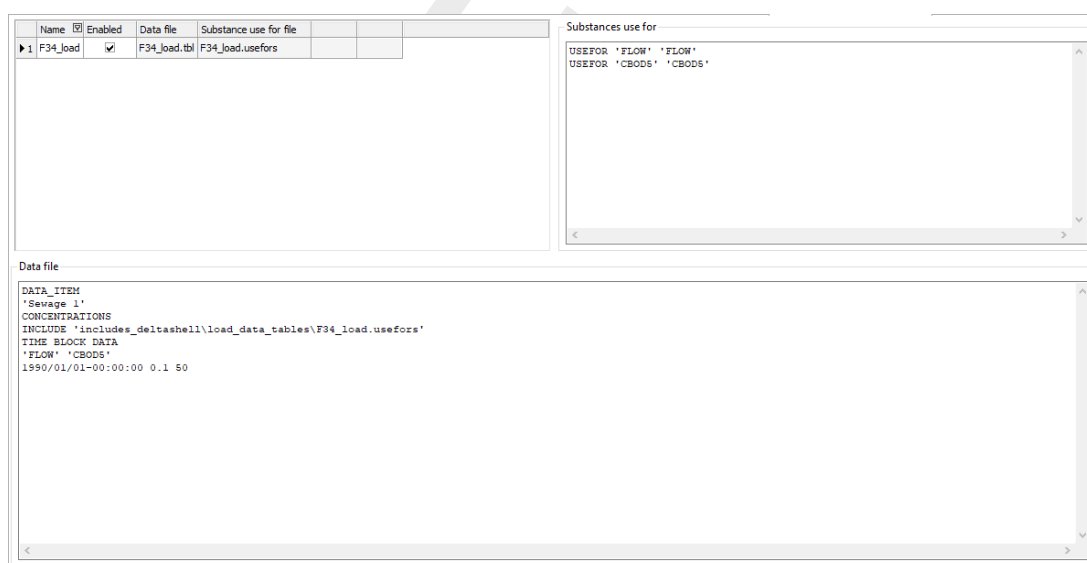 Name Enabled Data file Substance use for file
1 F34_load F34_load.tbl F34_load.usefors
Substances use for
USEFOR 'FLOW' 'FLOW'
USEFOR 'CBOD5' 'CBOD5'
Data file
DATA_ITEM
'Sewage 1'
CONCENTRATIONS
INCLUDE 'includes_deltashell\load_data_tables\F34_load.usefors'
TIME BLOCK DATA
'FLOW' 'CBOD5'
1990/01/01-00:00:00 0.1 50